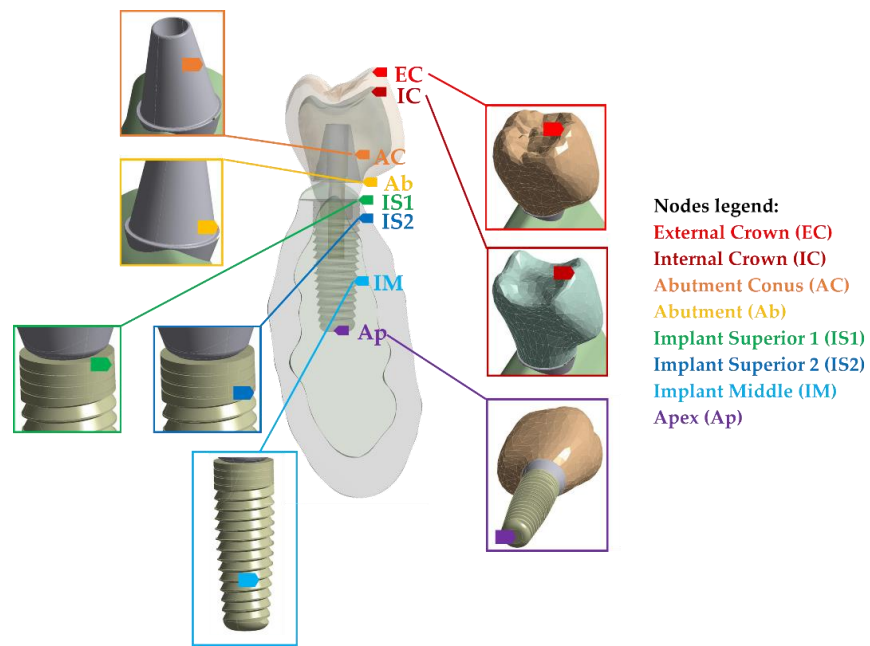 EC
IC
AC
Ab
IS1
IS2
IM
Ap
Nodes legend:
External Crown (EC)
Internal Crown (IC)
Abutment Conus (AC)
Abutment (Ab)
Implant Superior 1 (IS1)
Implant Superior 2 (IS2)
Implant Middle (IM)
Apex (Ap)